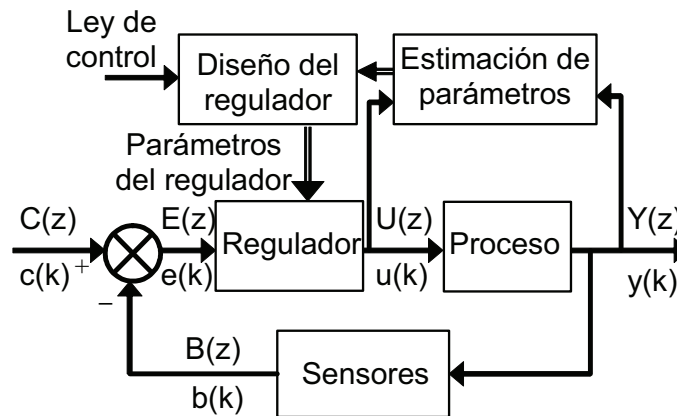 Ley de
control
Diseño del
regulador
Estimación de
parámetros
Parámetros
del regulador
C(z)
c(k)
+
−
E(z)
e(k)
Regulador
U(z)
u(k)
Proceso
Y(z)
y(k)
B(z)
b(k)
Sensores